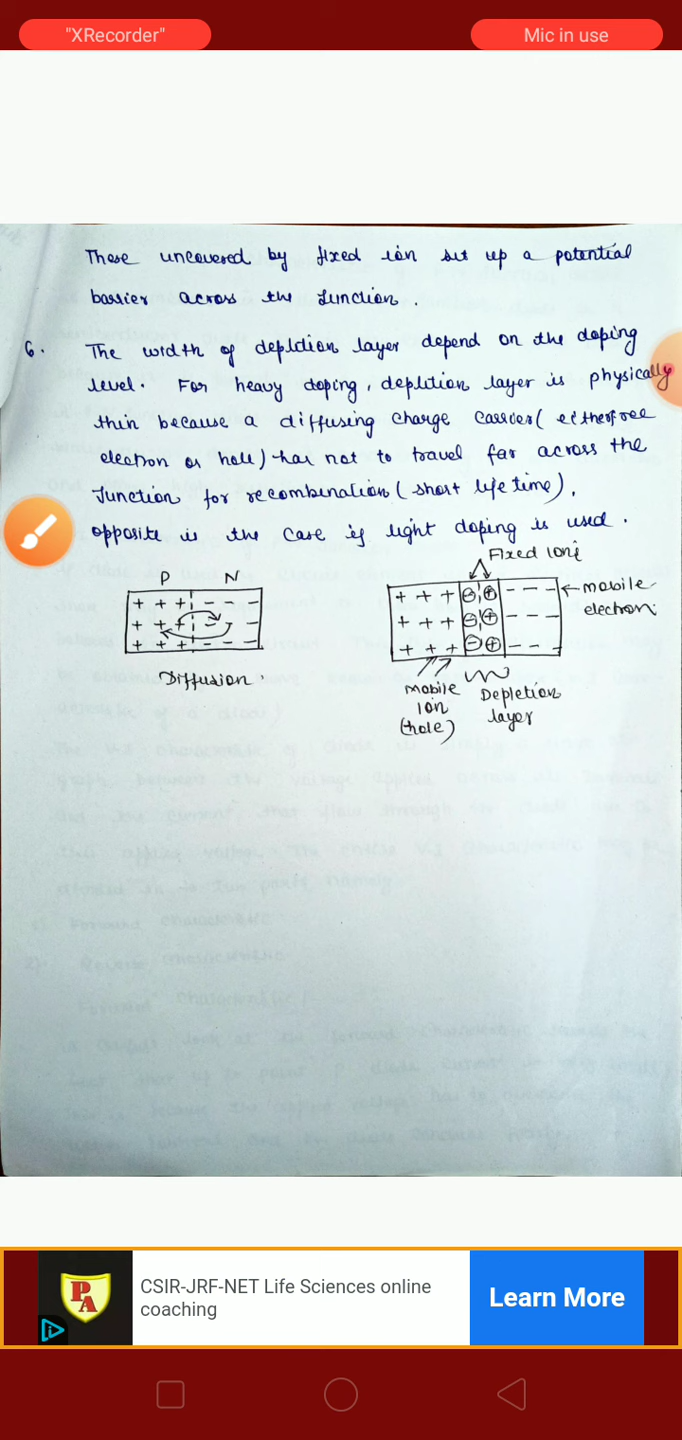 "XRecorder"
Mic in use
These uncovered by fixed ion set up a potential
barrier across the Junction.
6. The width of depletion layer depend on the doping
level. For heavy doping, depletion layer is physically
thin because a diffusing charge carrier (either free
electron or hole) has not to travel far across the
Junction for recombination (short life time),
opposite is the case if light doping is used.
Fixed ioni
P N
mobile
electron
Diffusion.
Mobile
ion
(hole)
Depletion
layer
PA
CSIR-JRF-NET Life Sciences online
coaching
Learn More